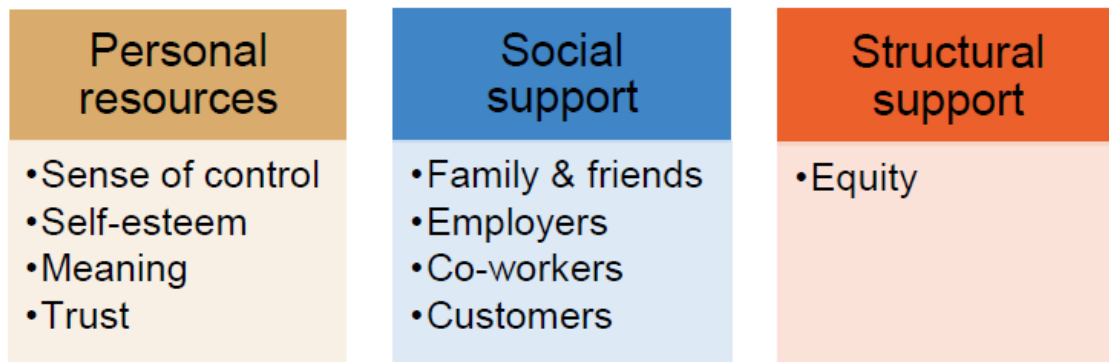 Personal
resources
•Sense of control
•Self-esteem
•Meaning
•Trust
Social
support
•Family & friends
•Employers
•Co-workers
•Customers
Structural
support
•Equity